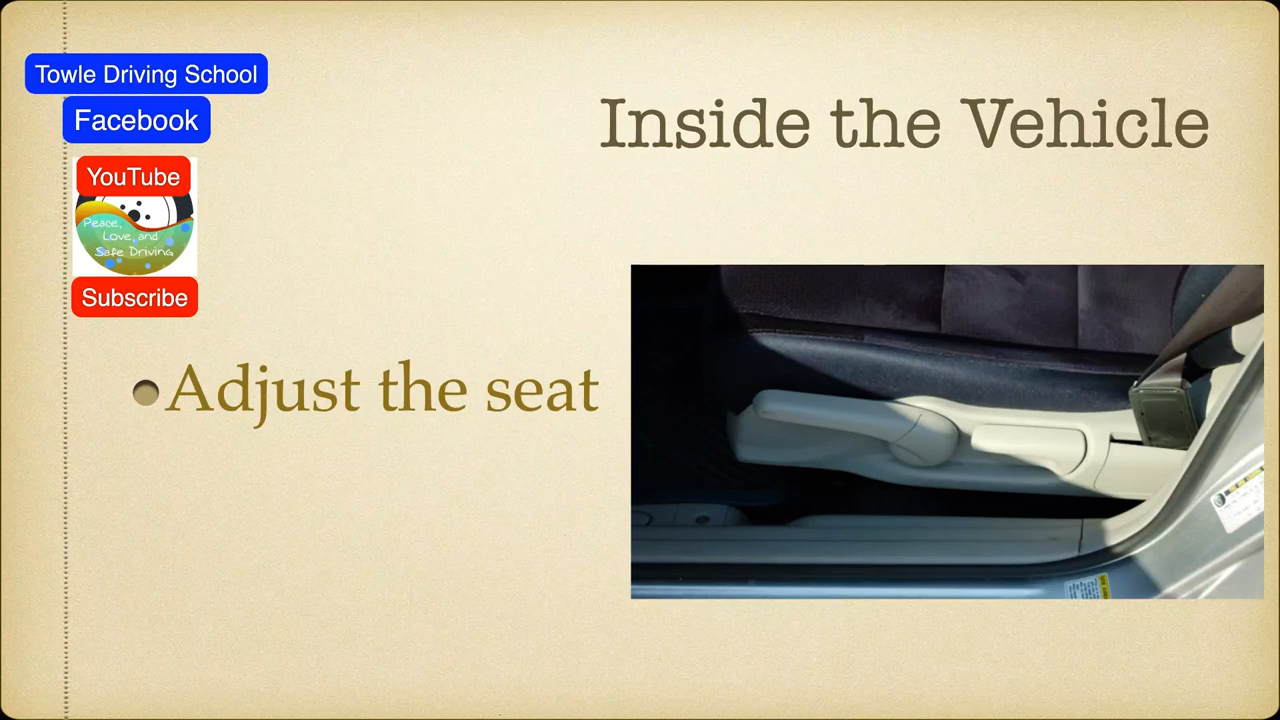 Towle Driving School
Facebook
YouTube
Peace,
Love, and
Safe Driving
Subscribe
Inside the Vehicle
Adjust the seat